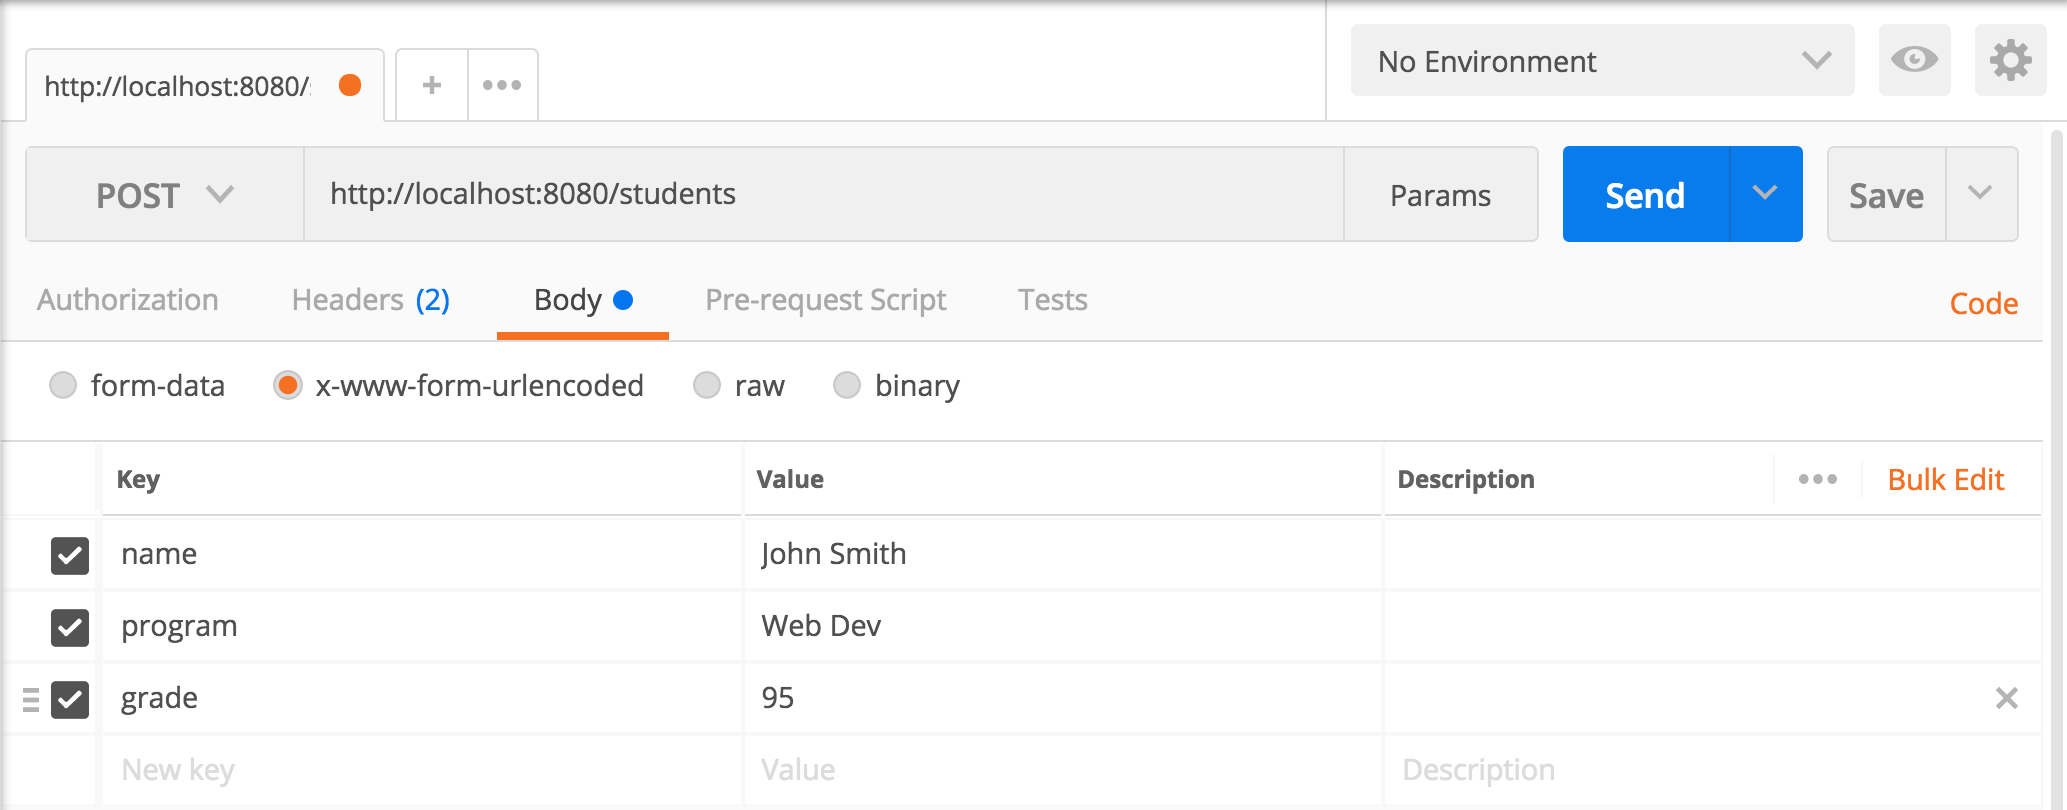 No Environment
http://localhost:8080/
POST
http://localhost:8080/students
Params
Send
Save
Authorization
Headers (2)
Body
Pre-request Script
Tests
Code
form-data
x-www-form-urlencoded
raw
binary
Key
Value
Description
Bulk Edit
name
John Smith
program
Web Dev
grade
95
New key
Value
Description